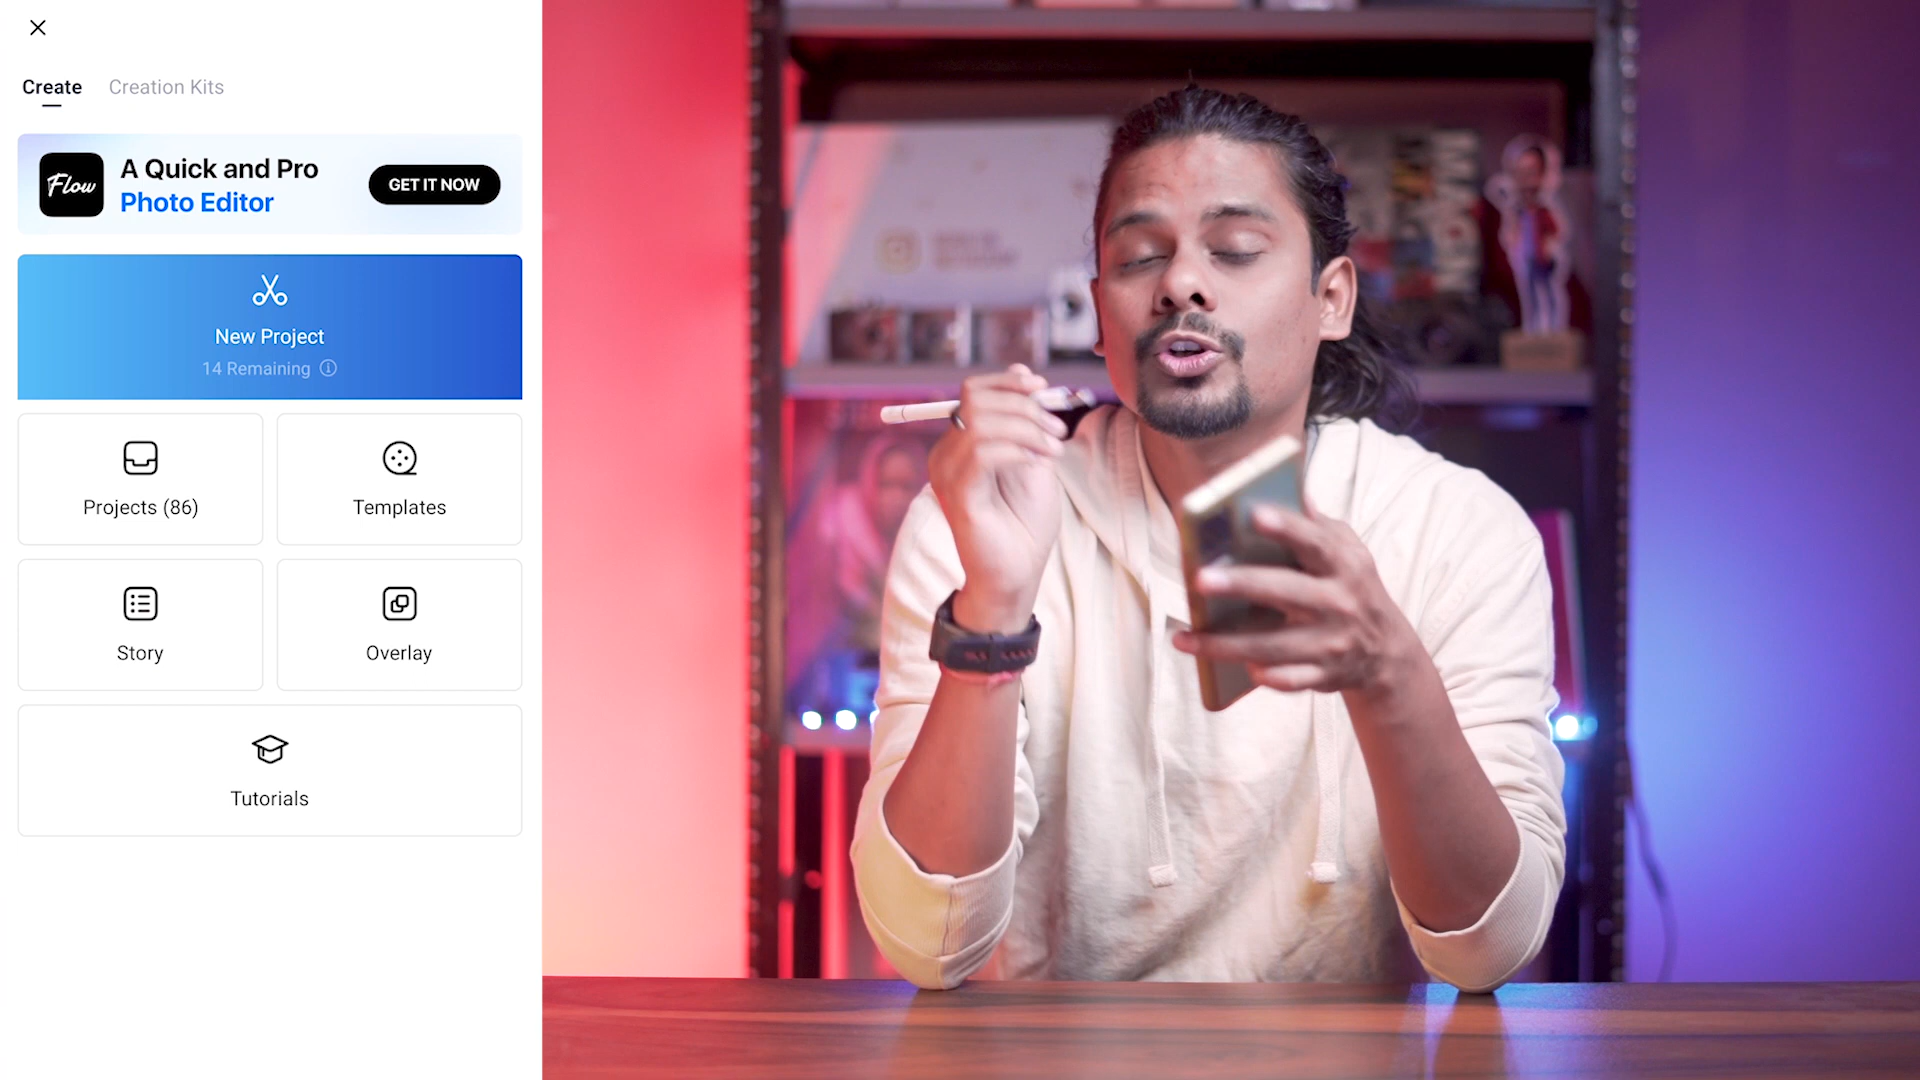 Create
Creation Kits
Flow
A Quick and Pro
Photo Editor
GET IT NOW
New Project
14 Remaining
Projects (86)
Templates
Story
Overlay
Tutorials